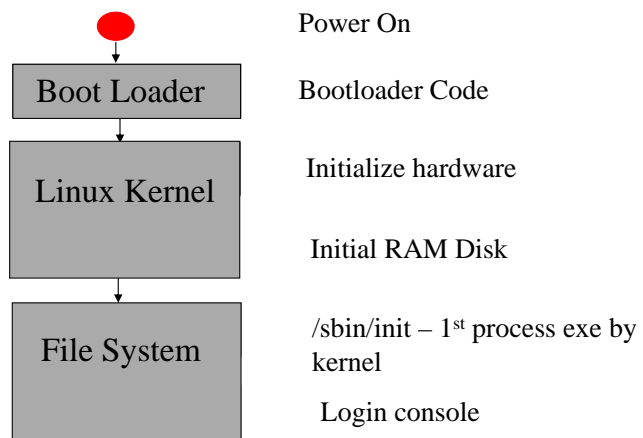 Power On
Boot Loader
Bootloader Code
Linux Kernel
Initialize hardware
Initial RAM Disk
File System
/sbin/init – 1st process exe by
kernel
Login console